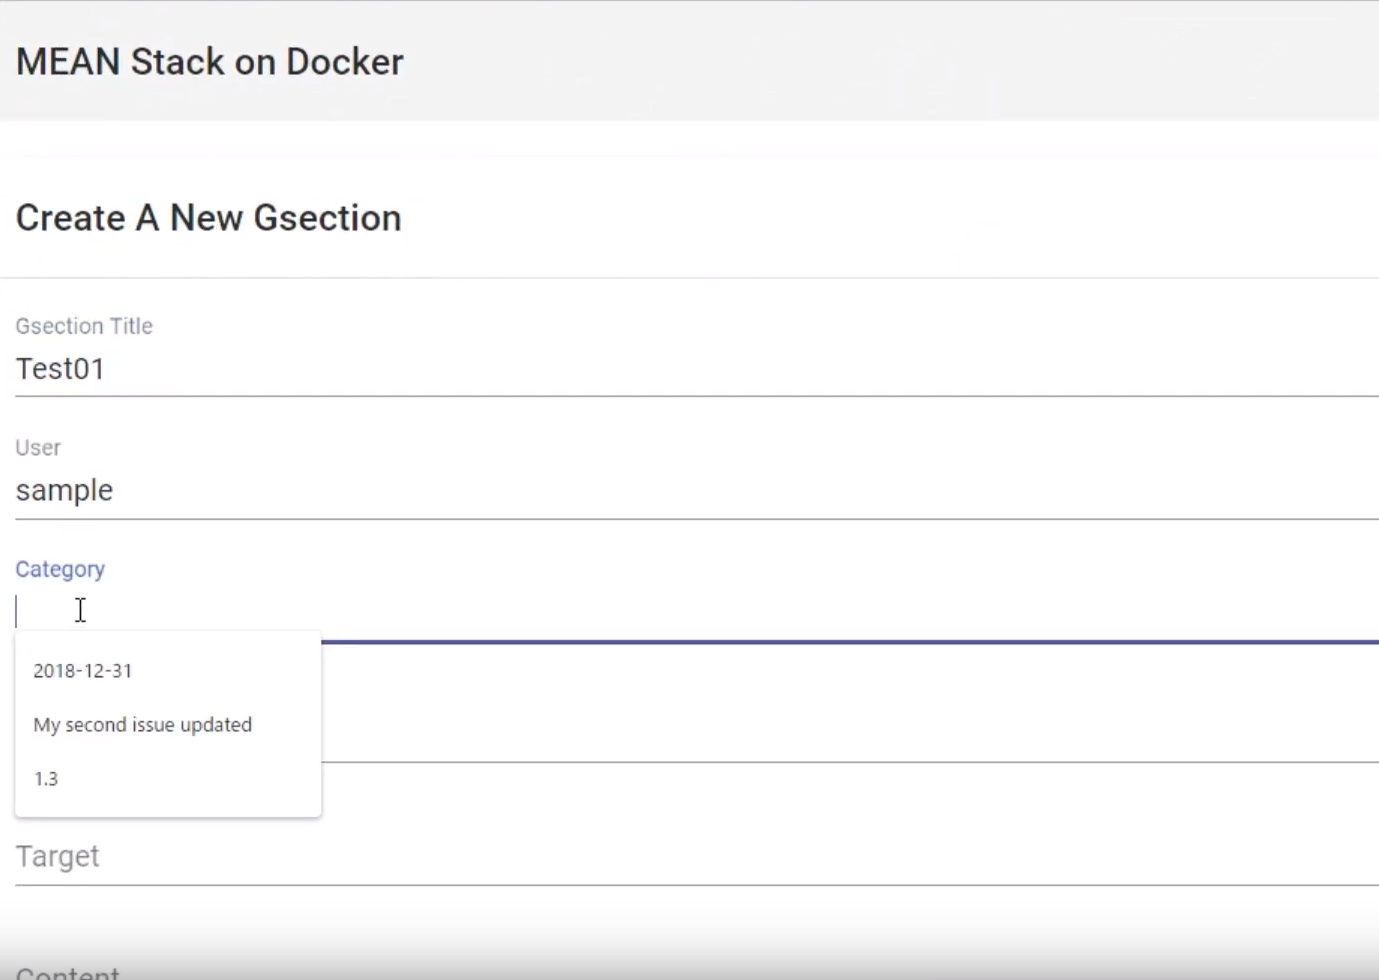 MEAN Stack on Docker
Create A New Gsection
Gsection Title
Test01
User
sample
Category
2018-12-31
My second issue updated
1.3
Target
Content